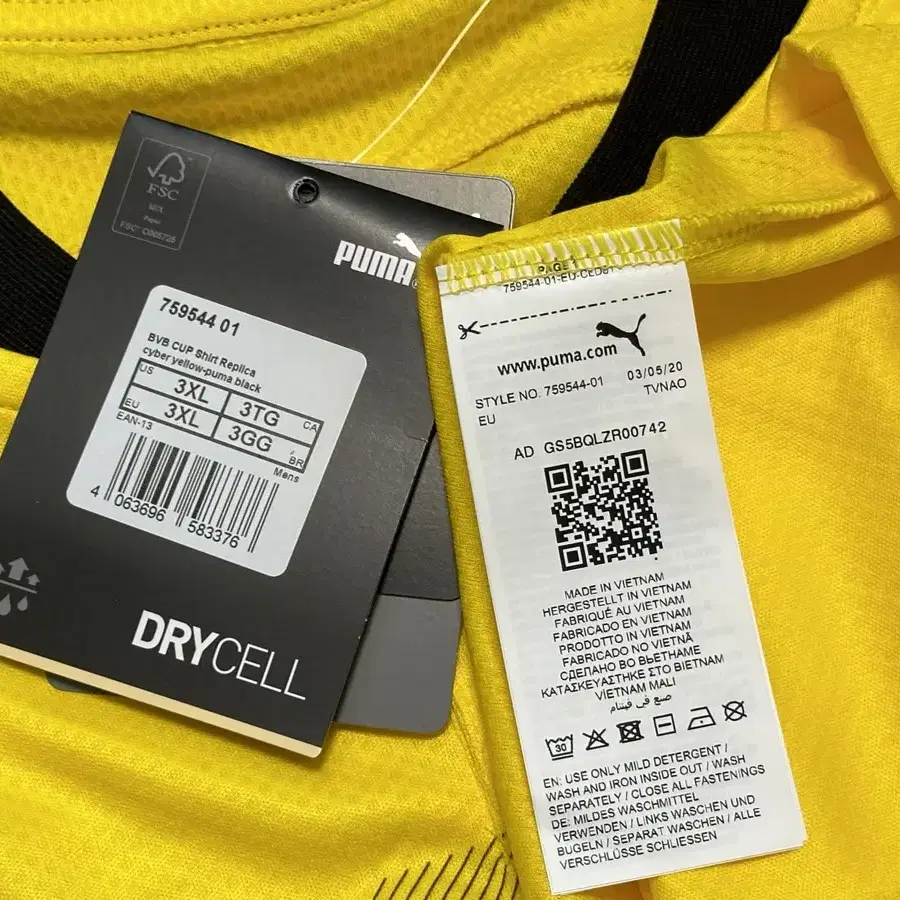 FSC
MIX
Paper
FSC® C005725
PUMA
759544 01
BVB CUP Shirt Replica
cyber yellow-puma black
US 3XL 3TG CA
EU 3XL 3GG BR
EAN-13
Mens
4 063696 583376
DRYCELL
PAGE 1
759544-01-EU-CED81
www.puma.com
STYLE NO. 759544-01 03/05/20
EU TVNAO
AD GS5BQLZR00742
MADE IN VIETNAM
HERGESTELLT IN VIETNAM
FABRIQUÉ AU VIETNAM
FABRICADO EN VIETNAM
PRODOTTO IN VIETNAM
FABRICADO NO VIETNÃ
СДЕЛАНО ВО ВЬЕТНАМЕ
ΚΑΤΑΣΚΕΥΑΣΤΗΚΕ ΣΤΟ ΒΙΕΤΝΑΜ
VİETNAM MALI
صنع في فيتنام
30
EN: USE ONLY MILD DETERGENT /
WASH AND IRON INSIDE OUT / WASH
SEPARATELY / CLOSE ALL FASTENINGS
DE: MILDES WASCHMITTEL
VERWENDEN / LINKS WASCHEN UND
BUGELN / SEPARAT WASCHEN / ALLE
VERSCHLÜSSE SCHLIESSEN